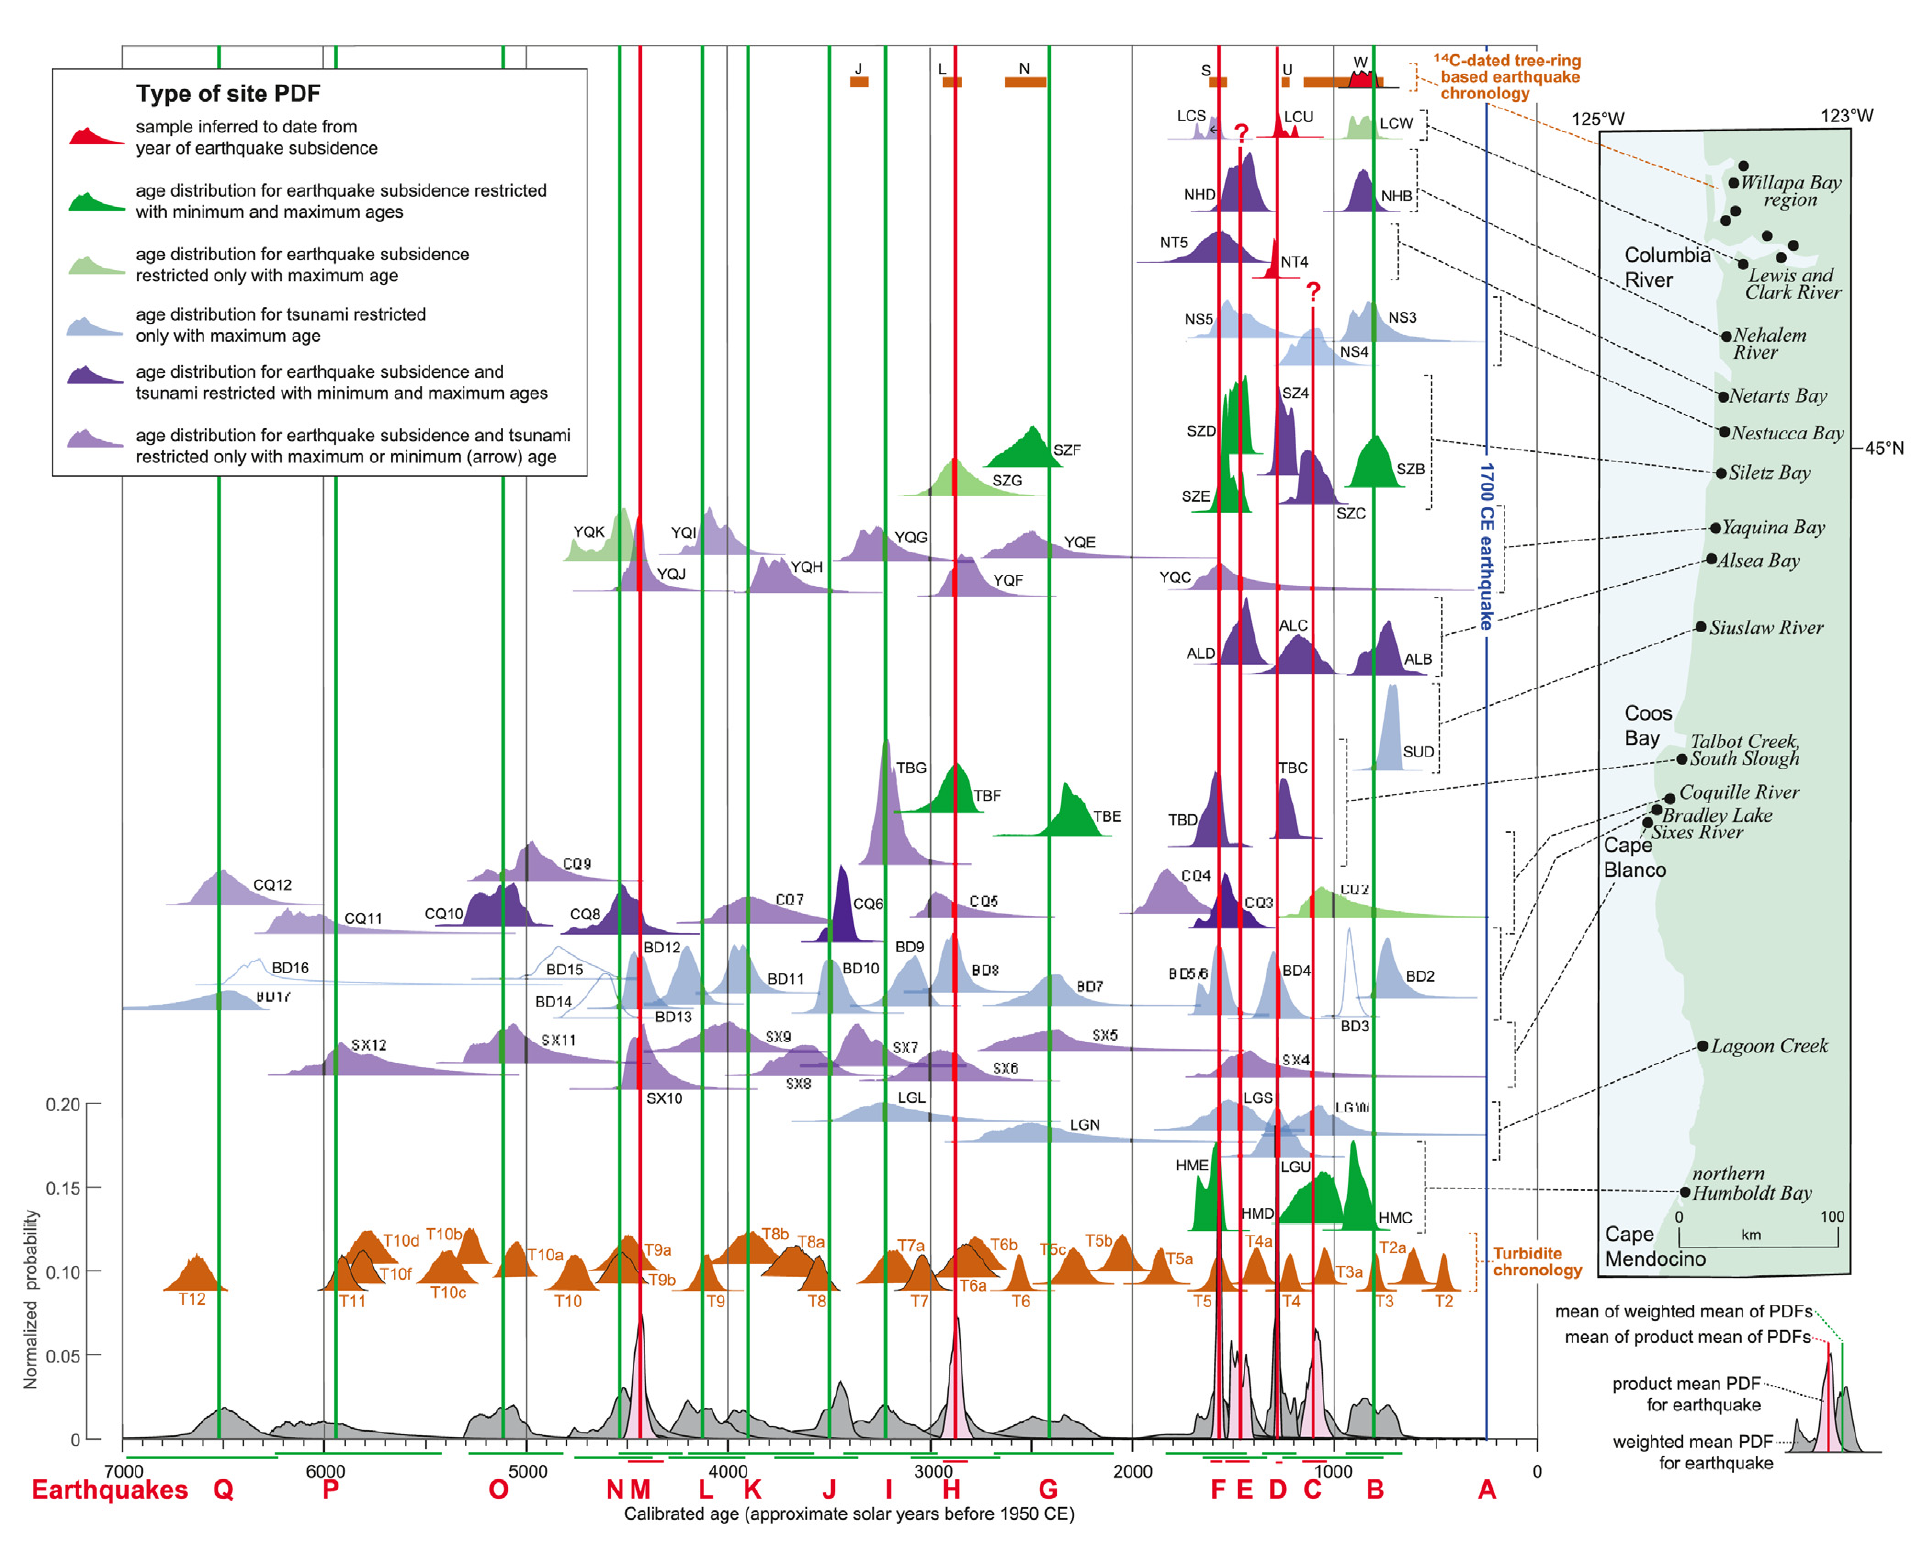 Type of site PDF
sample inferred to date from
year of earthquake subsidence
age distribution for earthquake subsidence restricted
with minimum and maximum ages
age distribution for earthquake subsidence
restricted only with maximum age
age distribution for tsunami restricted
only with maximum age
age distribution for earthquake subsidence and
tsunami restricted with minimum and maximum ages
age distribution for earthquake subsidence and tsunami
restricted only with maximum or minimum (arrow) age
J L N S U W
14C-dated tree-ring
based earthquake
chronology
LCS ? LCU LCW
NHD NHB
NT5 NT4
?
NS5 NS3
NS4
SZ4
SZD
SZF SZB
SZG
SZE SZC
YQK YQI YQG YQE
YQJ YQH YQF YQC
ALC
ALD ALB
SUD
TBG TBC
TBF
TBE TBD
CQ9
CQ12 CQ4
CQ11 CQ10 CQ8 CQ7 CQ6 CQ5 CQ3 CQ2
BD12 BD9
BD16 BD15 BD11 BD10 BD8 BD7 BD5/6 BD4 BD2
BD17 BD14
BD13 BD3
SX12 SX11 SX9 SX7 SX5 SX4
SX8 SX6
SX10
LGL LGS LGW
LGN
HME LGU
HMD HMC
T10d T10b T10a T9a T8b T8a T7a T6b T5c T5b T5a T4a T3a T2a
T10f T10c T9b T6a
T12 T11 T10 T9 T8 T7 T6 T5 T4 T3 T2
Turbidite
chronology
1700 CE earthquake
Normalized probability
0.20
0.15
0.10
0.05
0
7000 6000 5000 4000 3000 2000 1000 0
Earthquakes Q P O N M L K J I H G F E D C B A
Calibrated age (approximate solar years before 1950 CE)
125°W 123°W
Willapa Bay
region
Columbia
River
Lewis and
Clark River
Nehalem
River
Netarts Bay
Nestucca Bay
45°N
Siletz Bay
Yaquina Bay
Alsea Bay
Siuslaw River
Coos
Bay
Talbot Creek,
South Slough
Coquille River
Bradley Lake
Sixes River
Cape
Blanco
Lagoon Creek
northern
Humboldt Bay
0 100
km
Cape
Mendocino
mean of weighted mean of PDFs
mean of product mean of PDFs
product mean PDF
for earthquake
weighted mean PDF
for earthquake